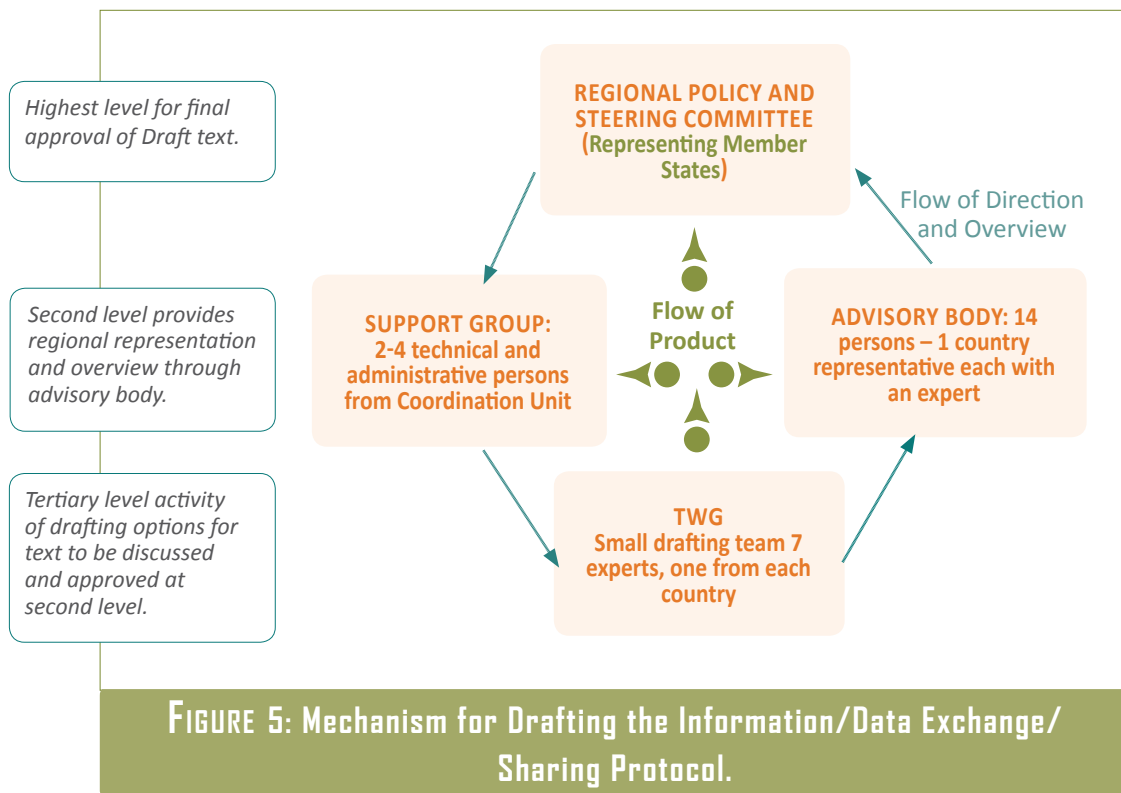 Highest level for final
approval of Draft text.
REGIONAL POLICY AND
STEERING COMMITTEE
(Representing Member
States)
Flow of Direction
and Overview
Second level provides
regional representation
and overview through
advisory body.
SUPPORT GROUP:
2-4 technical and
administrative persons
from Coordination Unit
Flow of
Product
ADVISORY BODY: 14
persons – 1 country
representative each with
an expert
Tertiary level activity
of drafting options for
text to be discussed
and approved at
second level.
TWG
Small drafting team 7
experts, one from each
country
FIGURE 5: Mechanism for Drafting the Information/Data Exchange/
Sharing Protocol.